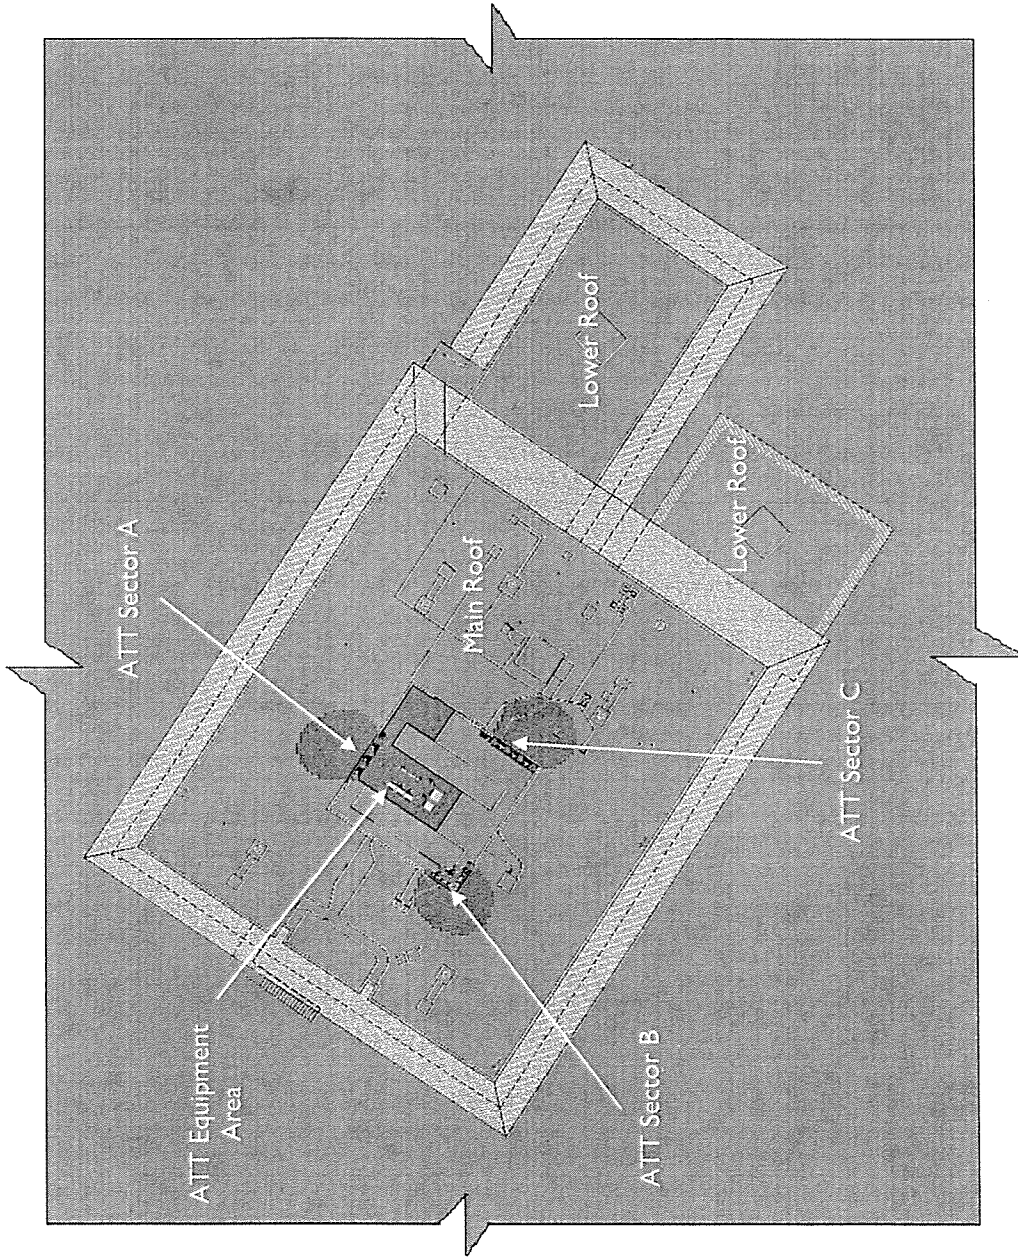 ATT Equipment
Area
ATT Sector A
ATT Sector B
ATT Sector C
Main Roof
Lower Roof
Lower Roof